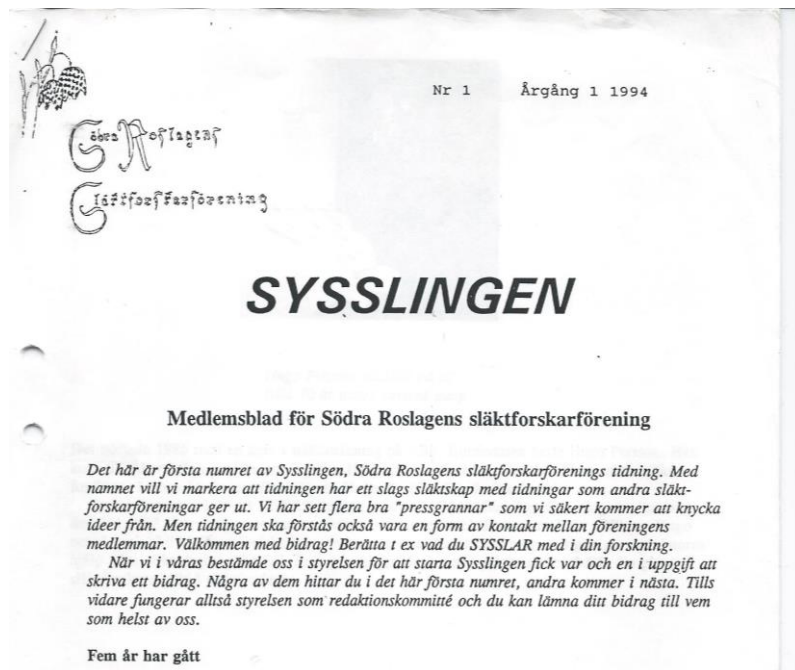 Nr 1 Årgång 1 1994
Södra Roslagens
Släktforskarförening
SYSSLINGEN
Medlemsblad för Södra Roslagens släktforskarförening
Det här är första numret av Sysslingen, Södra Roslagens släktforskarförenings tidning. Med
namnet vill vi markera att tidningen har ett slags släktskap med tidningar som andra släkt-
forskarföreningar ger ut. Vi har sett flera bra "pressgrannar" som vi säkert kommer att knycka
ideer från. Men tidningen ska förstås också vara en form av kontakt mellan föreningens
medlemmar. Välkommen med bidrag! Berätta t ex vad du SYSSLAR med i din forskning.
När vi i våras bestämde oss i styrelsen för att starta Sysslingen fick var och en i uppgift att
skriva ett bidrag. Några av dem hittar du i det här första numret, andra kommer i nästa. Tills
vidare fungerar alltså styrelsen som redaktionskommitté och du kan lämna ditt bidrag till vem
som helst av oss.
Fem år har gått